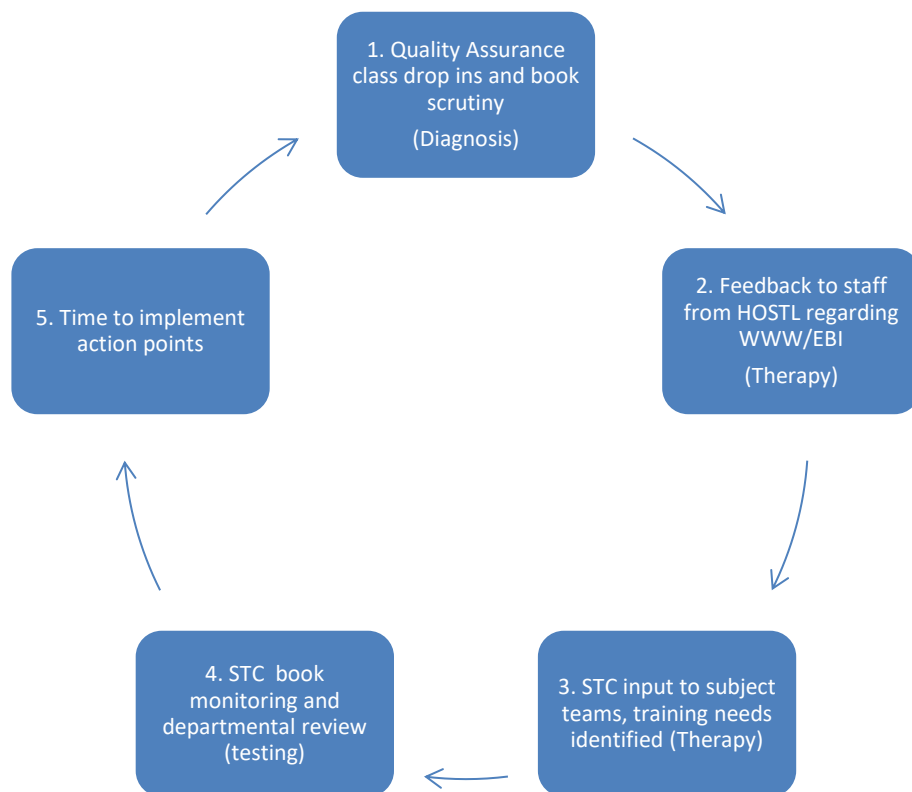 1. Quality Assurance
class drop ins and book
scrutiny
(Diagnosis)
2. Feedback to staff
from HOSTL regarding
WWW/EBI
(Therapy)
3. STC input to subject
teams, training needs
identified (Therapy)
4. STC  book
monitoring and
departmental review
(testing)
5. Time to implement
action points